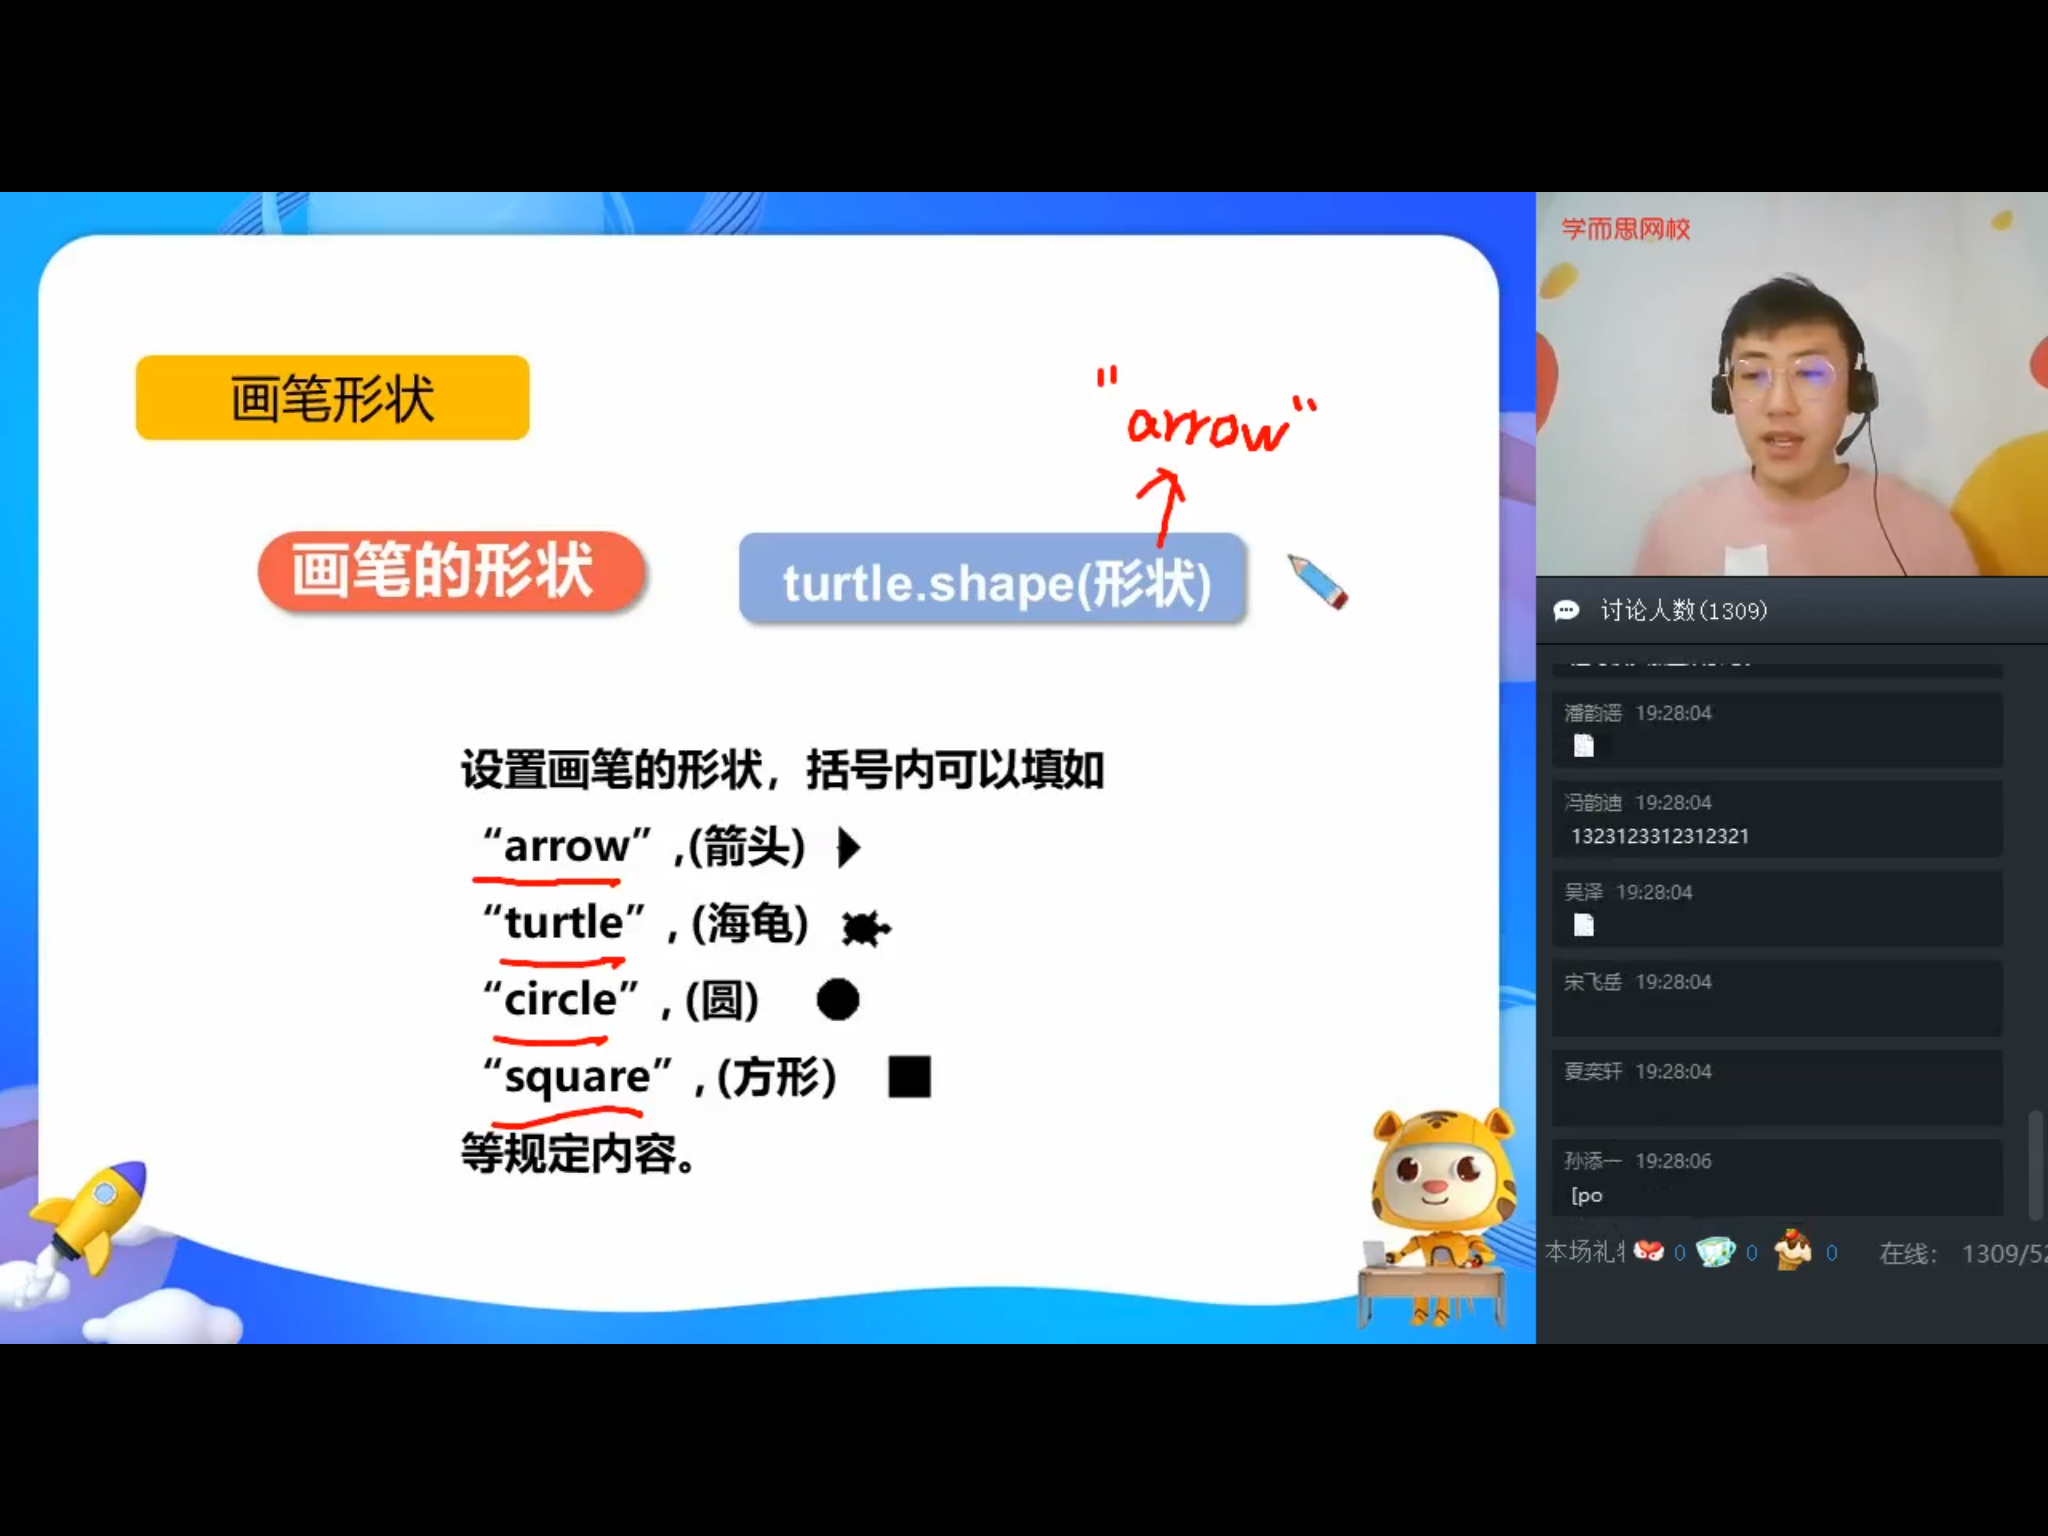 画笔形状
"arrow"
画笔的形状
turtle.shape(形状)
设置画笔的形状，括号内可以填如
“arrow”,(箭头)
“turtle”,(海龟)
“circle”,(圆)
“square”,(方形)
等规定内容。
学而思网校
讨论人数(1309)
潘韵谣 19:28:04
冯韵迪 19:28:04
1323123312312321
吴泽 19:28:04
宋飞岳 19:28:04
夏奕轩 19:28:04
孙添一 19:28:06
[po
本场礼 0 0 0 在线: 1309/52